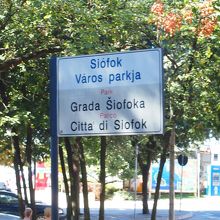 Siófok
Város parkja
Park
Grada Šiofoka
Parco
Città di Siofok